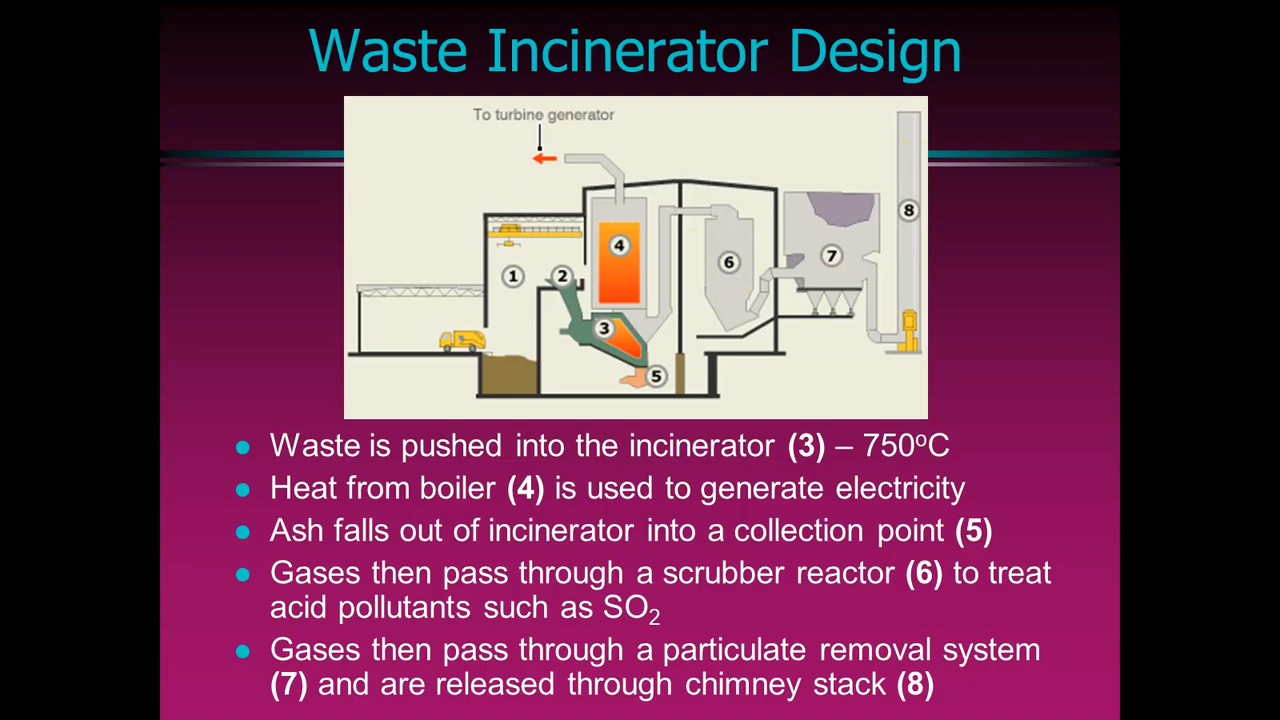 Waste Incinerator Design
To turbine generator
8
4
7
6
1
2
3
5
● Waste is pushed into the incinerator (3) – 750ºC
● Heat from boiler (4) is used to generate electricity
● Ash falls out of incinerator into a collection point (5)
● Gases then pass through a scrubber reactor (6) to treat
acid pollutants such as SO₂
● Gases then pass through a particulate removal system
(7) and are released through chimney stack (8)